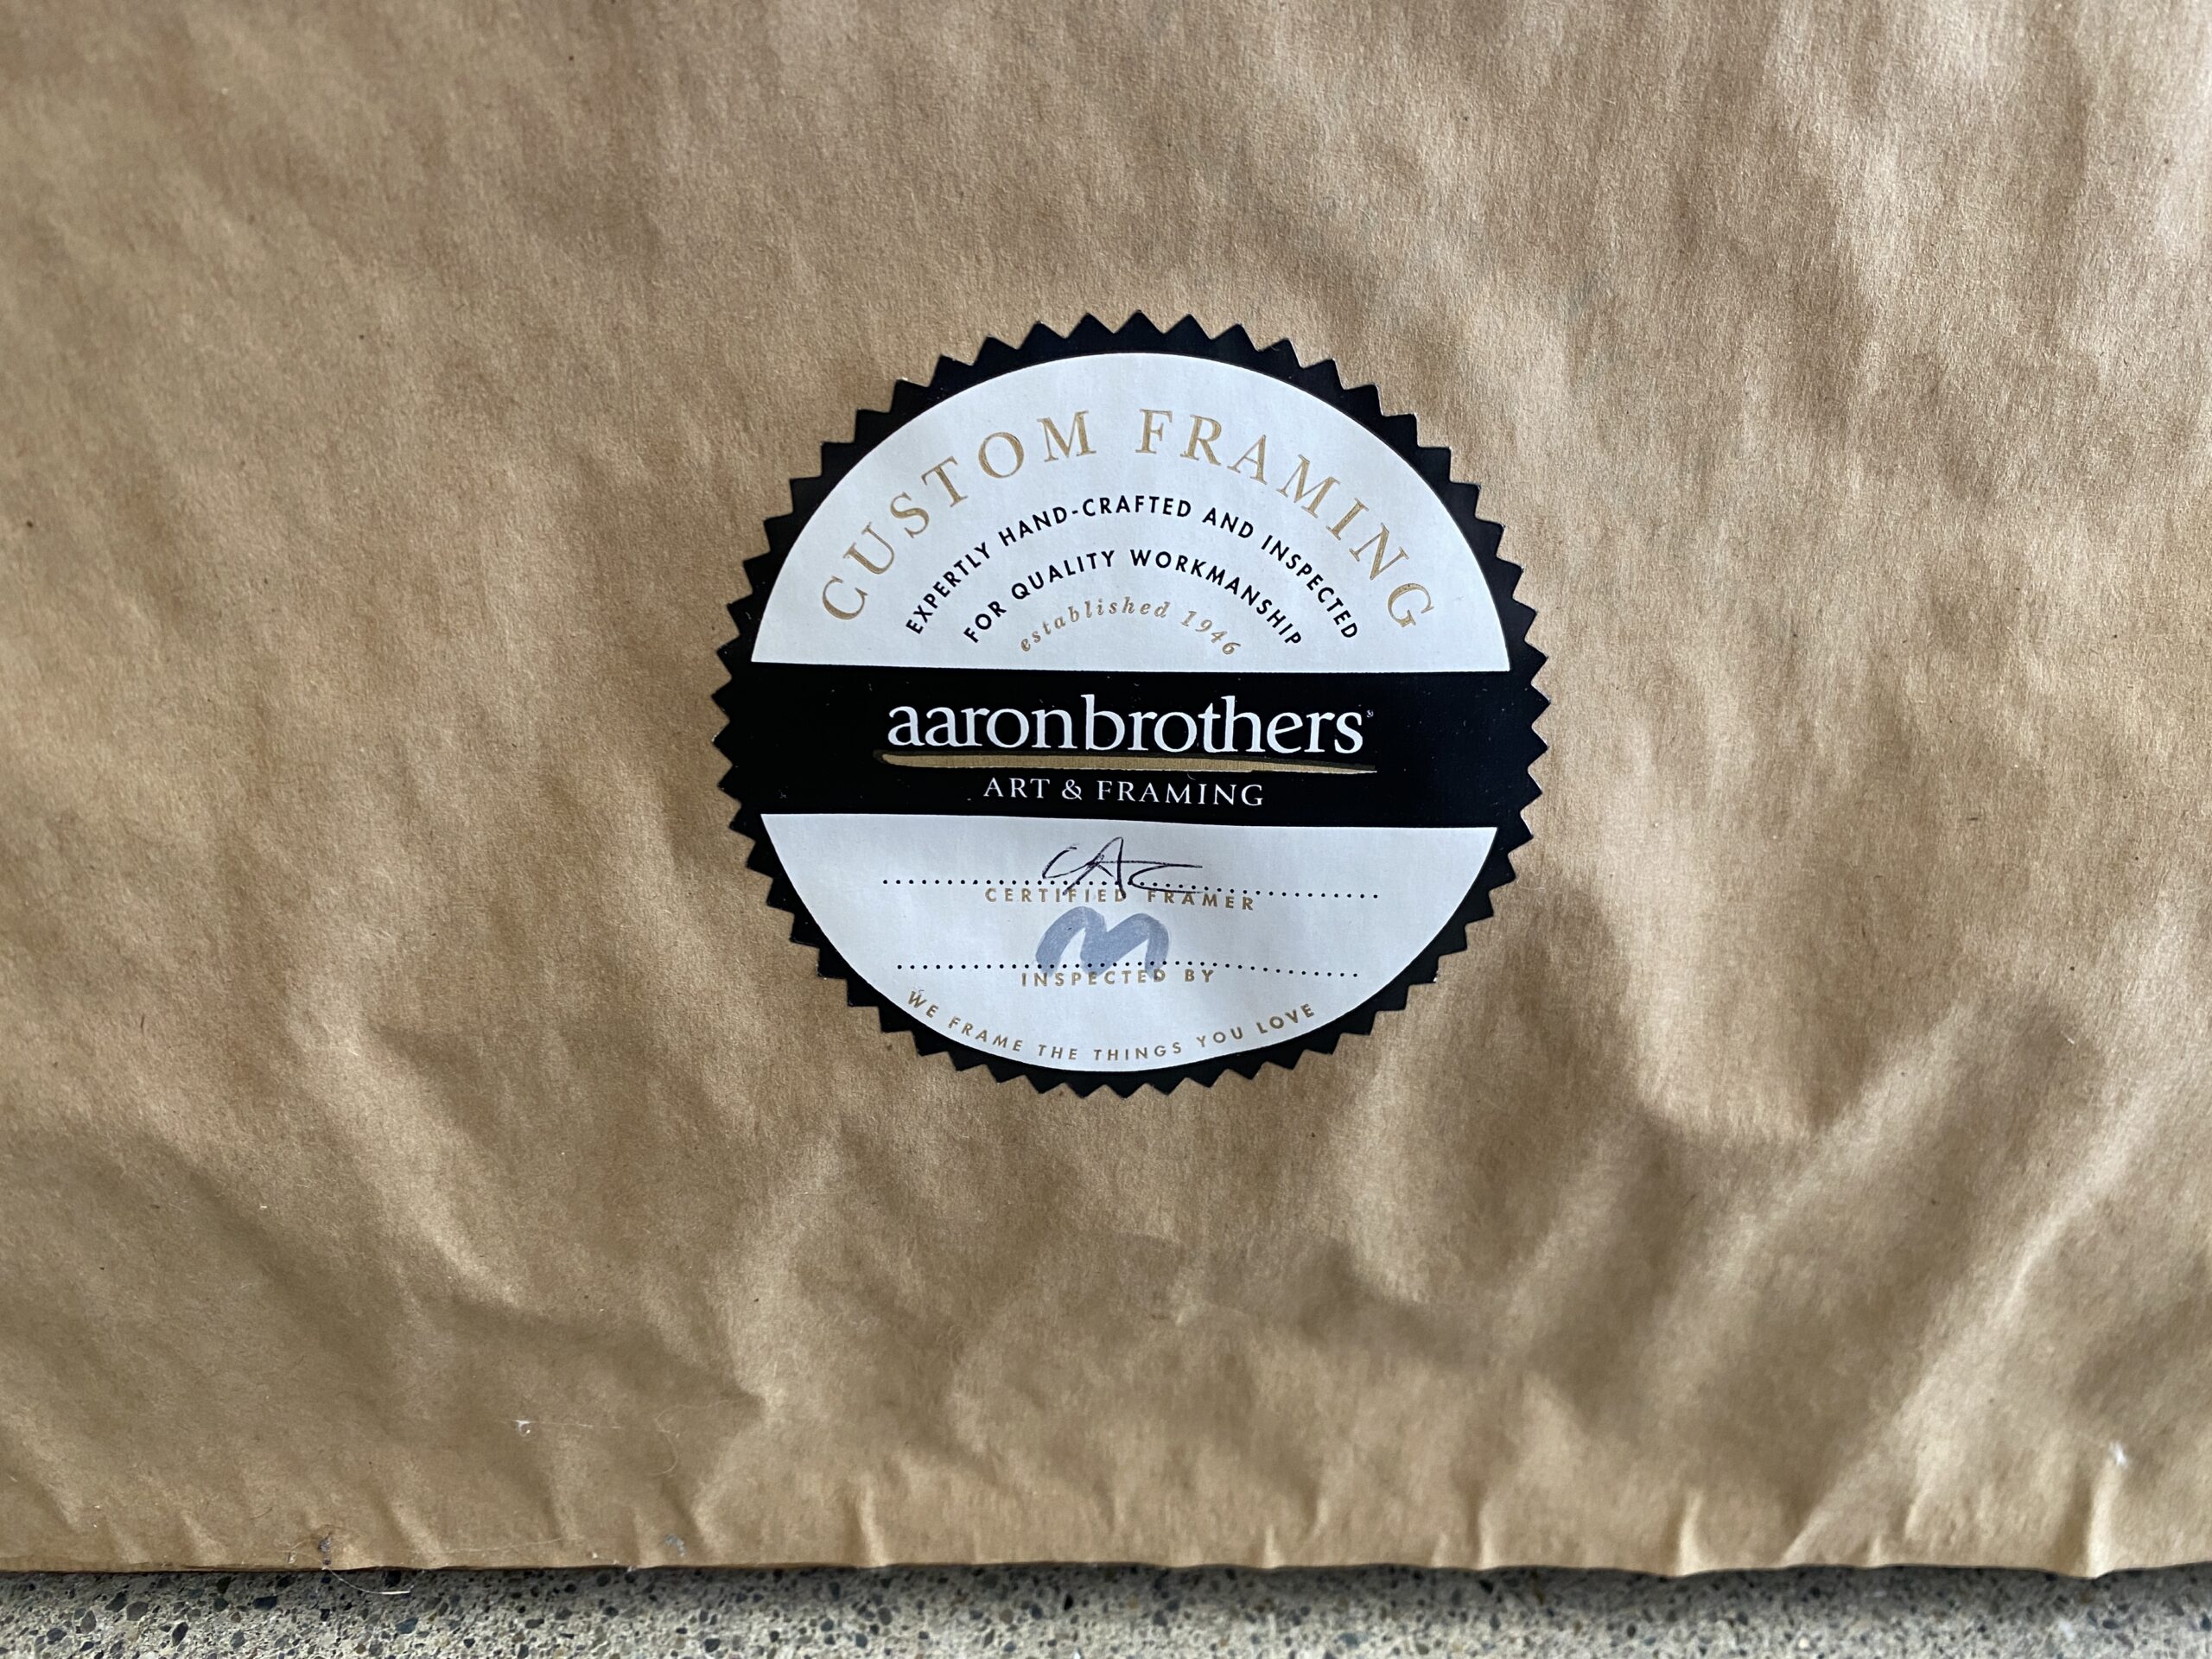 CUSTOM FRAMING
EXPERTLY HAND-CRAFTED AND INSPECTED
FOR QUALITY WORKMANSHIP
established 1946
aaronbrothers
ART & FRAMING
CERTIFIED FRAMER
INSPECTED BY
WE FRAME THE THINGS YOU LOVE